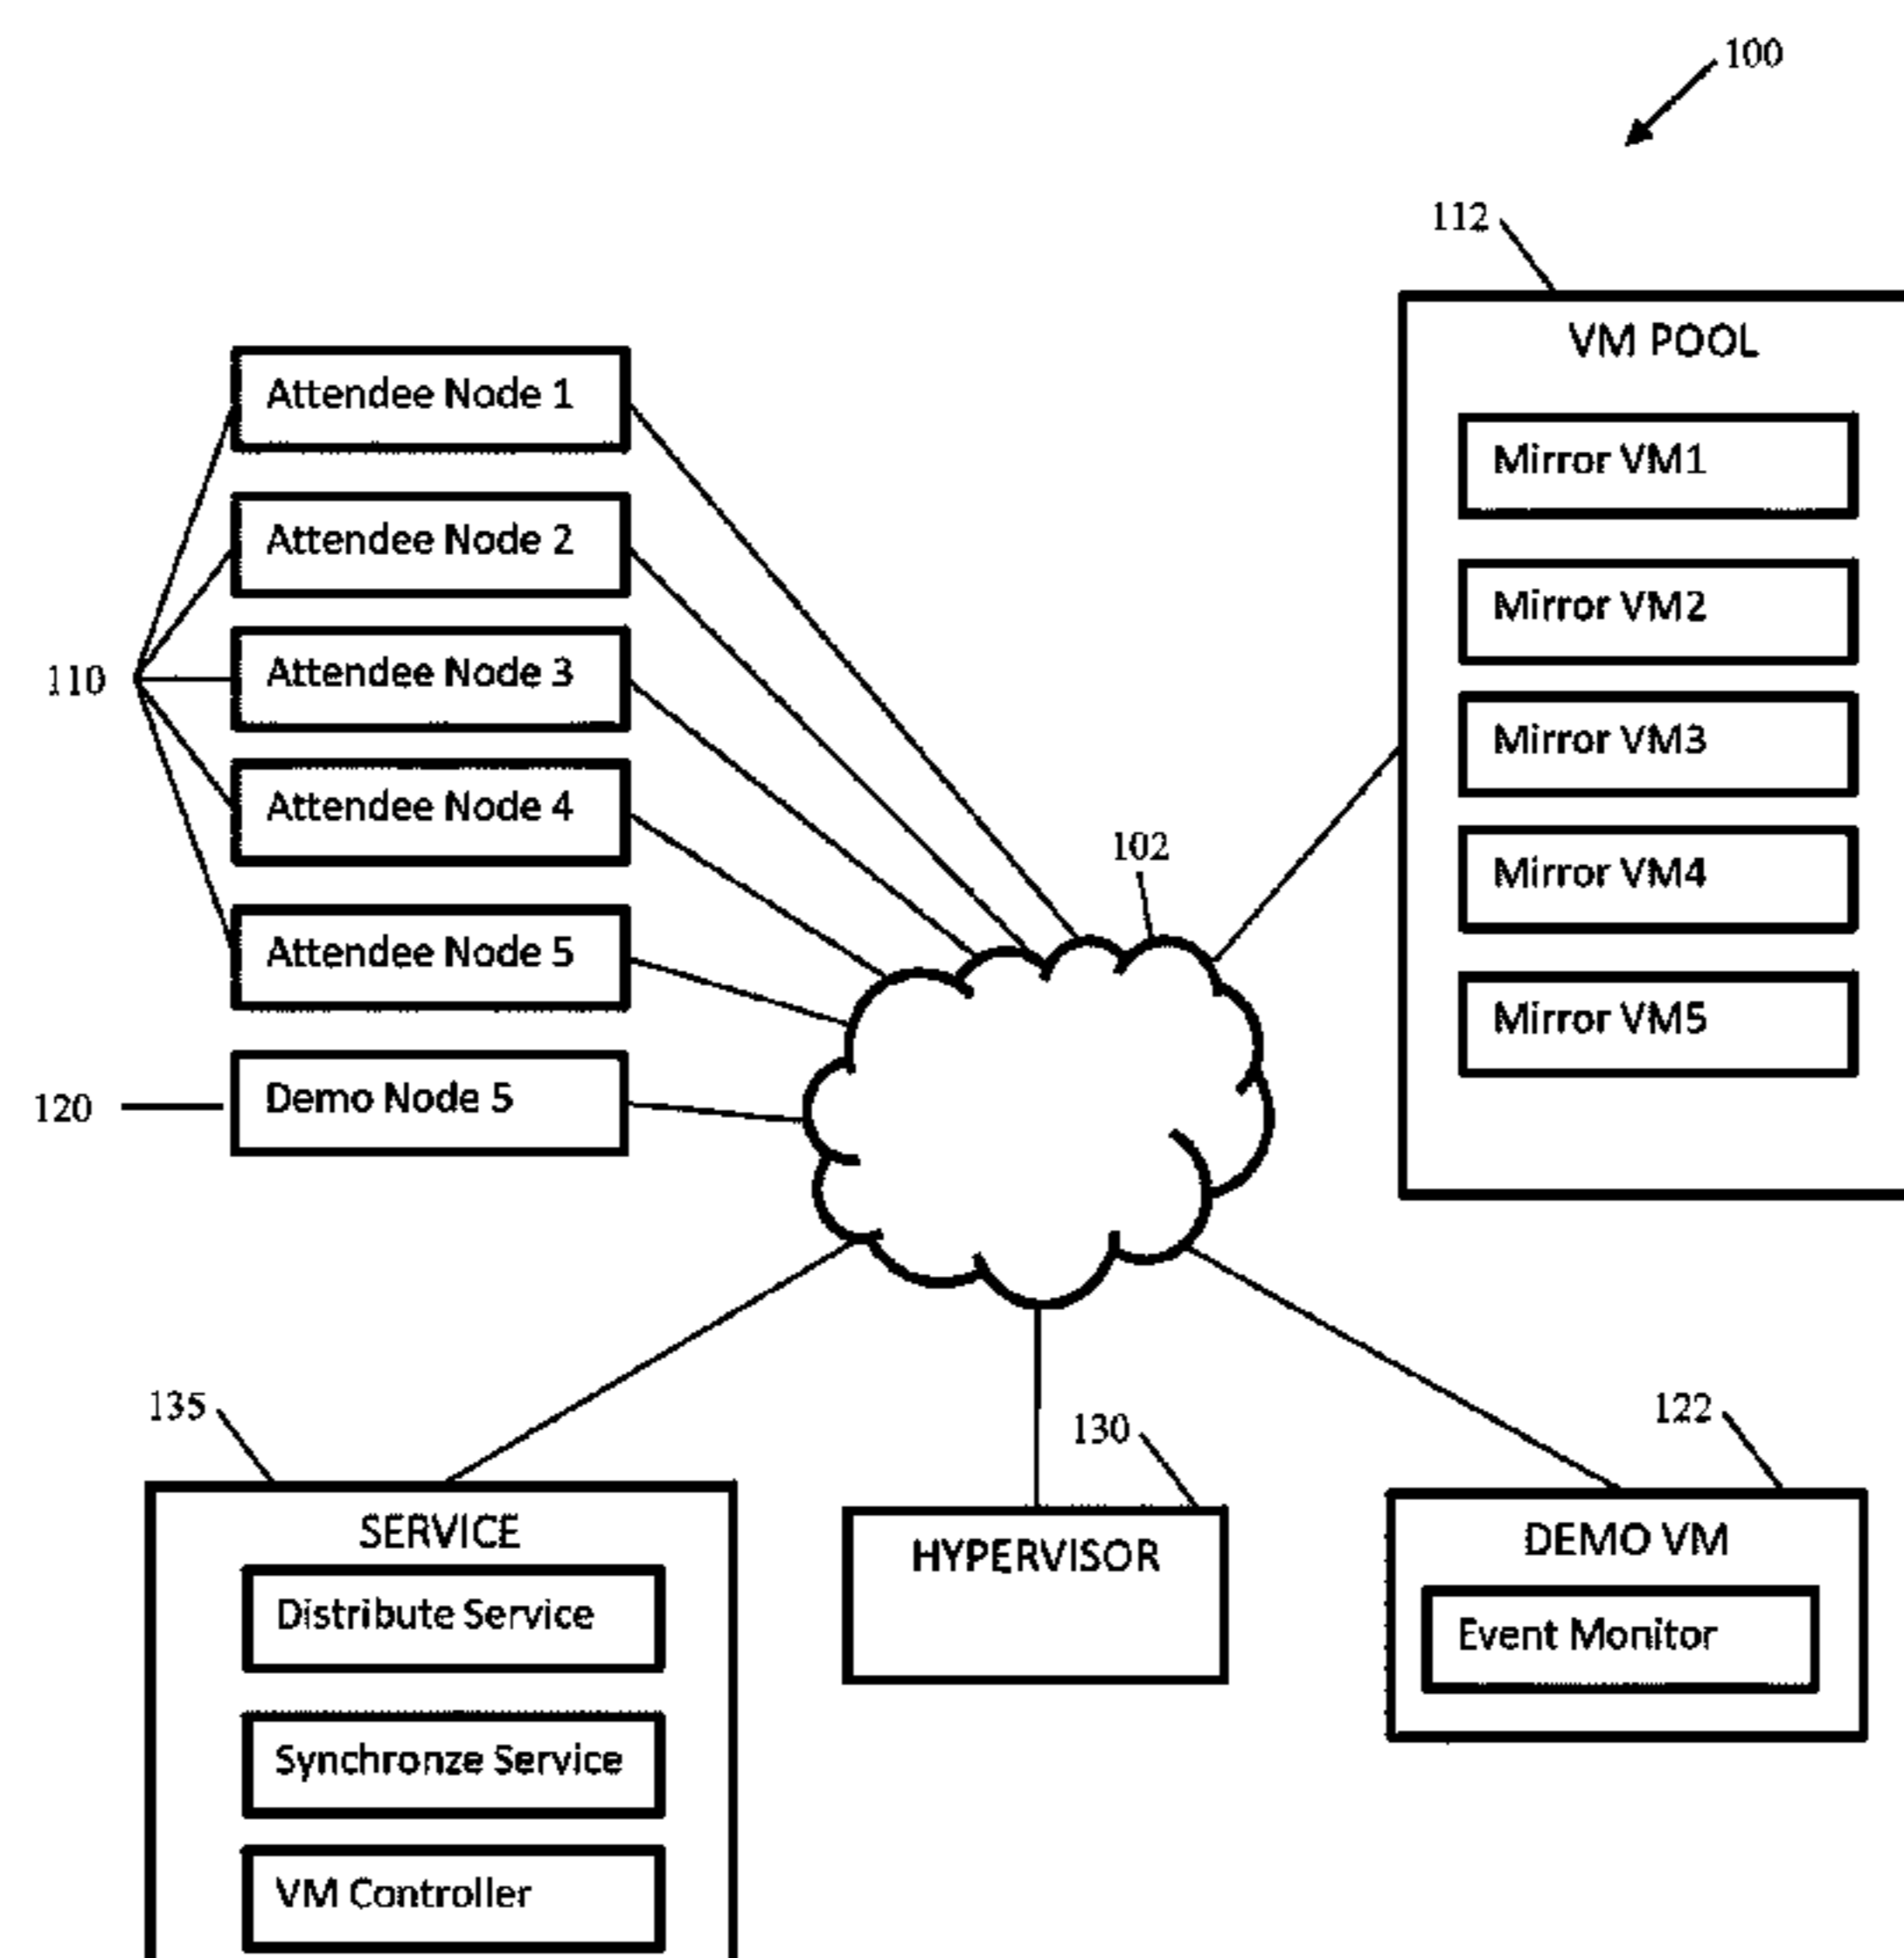 100
112
VM POOL
Mirror VM1
Mirror VM2
Mirror VM3
Mirror VM4
Mirror VM5
Attendee Node 1
Attendee Node 2
Attendee Node 3
Attendee Node 4
Attendee Node 5
110
Demo Node 5
120
102
135
SERVICE
Distribute Service
Synchronze Service
VM Controller
130
HYPERVISOR
122
DEMO VM
Event Monitor